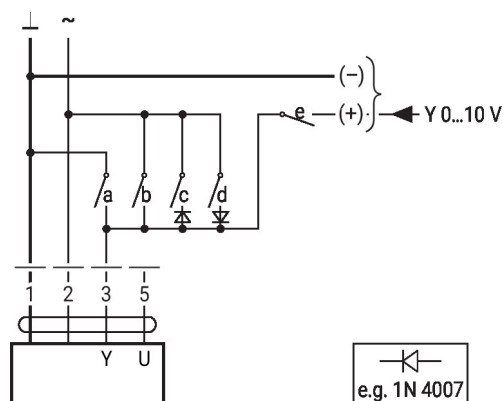 ⊥ ~
(–)
e (+) Y 0...10 V
a b c d
1 2 3 5
Y U
e.g. 1N 4007